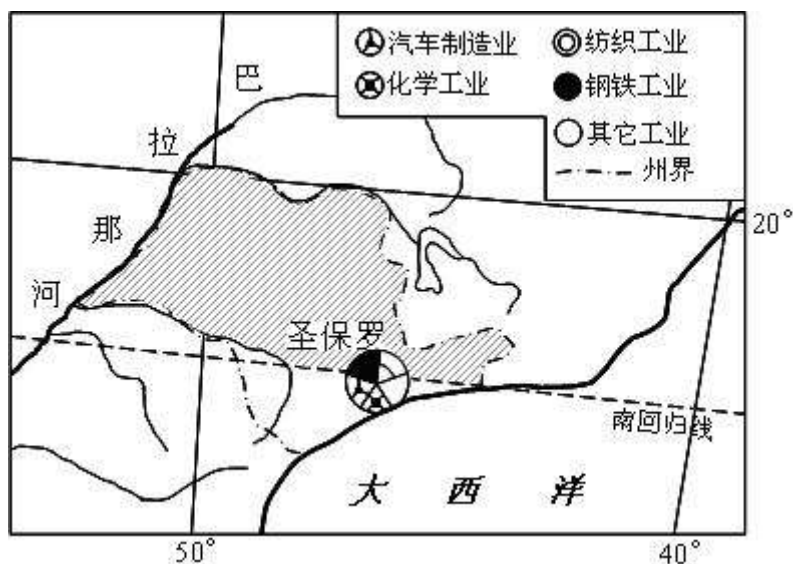 汽车制造业
纺织工业
化学工业
钢铁工业
其它工业
州界
巴
拉
那
河
20°
圣保罗
南回归线
大西洋
50°
40°